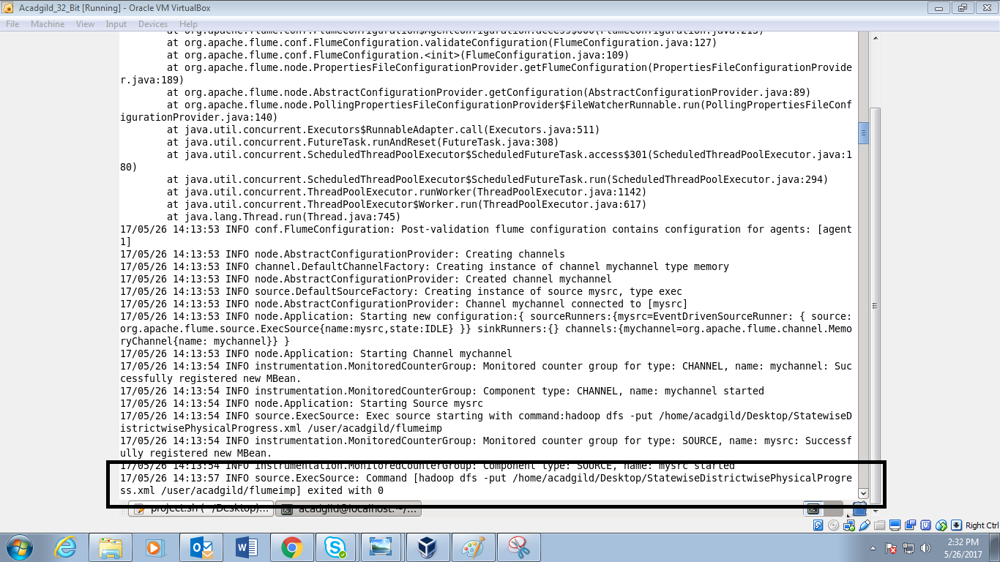 Acadgild_32_Bit [Running] - Oracle VM VirtualBox
File Machine View Input Devices Help
at org.apache.flume.conf.FlumeConfiguration$AgentConfiguration.access$000(FlumeConfiguration.java:213)
at org.apache.flume.conf.FlumeConfiguration.validateConfiguration(FlumeConfiguration.java:127)
at org.apache.flume.conf.FlumeConfiguration.<init>(FlumeConfiguration.java:109)
at org.apache.flume.node.PropertiesFileConfigurationProvider.getFlumeConfiguration(PropertiesFileConfigurationProvide
r.java:189)
at org.apache.flume.node.AbstractConfigurationProvider.getConfiguration(AbstractConfigurationProvider.java:89)
at org.apache.flume.node.PollingPropertiesFileConfigurationProvider$FileWatcherRunnable.run(PollingPropertiesFileConf
igurationProvider.java:140)
at java.util.concurrent.Executors$RunnableAdapter.call(Executors.java:511)
at java.util.concurrent.FutureTask.runAndReset(FutureTask.java:308)
at java.util.concurrent.ScheduledThreadPoolExecutor$ScheduledFutureTask.access$301(ScheduledThreadPoolExecutor.java:1
80)
at java.util.concurrent.ScheduledThreadPoolExecutor$ScheduledFutureTask.run(ScheduledThreadPoolExecutor.java:294)
at java.util.concurrent.ThreadPoolExecutor.runWorker(ThreadPoolExecutor.java:1142)
at java.util.concurrent.ThreadPoolExecutor$Worker.run(ThreadPoolExecutor.java:617)
at java.lang.Thread.run(Thread.java:745)
17/05/26 14:13:53 INFO conf.FlumeConfiguration: Post-validation flume configuration contains configuration for agents: [agent
1]
17/05/26 14:13:53 INFO node.AbstractConfigurationProvider: Creating channels
17/05/26 14:13:53 INFO channel.DefaultChannelFactory: Creating instance of channel mychannel type memory
17/05/26 14:13:53 INFO node.AbstractConfigurationProvider: Created channel mychannel
17/05/26 14:13:53 INFO source.DefaultSourceFactory: Creating instance of source mysrc, type exec
17/05/26 14:13:53 INFO node.AbstractConfigurationProvider: Channel mychannel connected to [mysrc]
17/05/26 14:13:53 INFO node.Application: Starting new configuration:{ sourceRunners:{mysrc=EventDrivenSourceRunner: { source:
org.apache.flume.source.ExecSource{name:mysrc,state:IDLE} }} sinkRunners:{} channels:{mychannel=org.apache.flume.channel.Memo
ryChannel{name: mychannel}} }
17/05/26 14:13:53 INFO node.Application: Starting Channel mychannel
17/05/26 14:13:54 INFO instrumentation.MonitoredCounterGroup: Monitored counter group for type: CHANNEL, name: mychannel: Suc
cessfully registered new MBean.
17/05/26 14:13:54 INFO instrumentation.MonitoredCounterGroup: Component type: CHANNEL, name: mychannel started
17/05/26 14:13:54 INFO node.Application: Starting Source mysrc
17/05/26 14:13:54 INFO source.ExecSource: Exec source starting with command:hadoop dfs -put /home/acadgild/Desktop/StatewiseD
istrictwisePhysicalProgress.xml /user/acadgild/flumeimp
17/05/26 14:13:54 INFO instrumentation.MonitoredCounterGroup: Monitored counter group for type: SOURCE, name: mysrc: Successf
ully registered new MBean.
17/05/26 14:13:54 INFO instrumentation.MonitoredCounterGroup: Component type: SOURCE, name: mysrc started
17/05/26 14:13:57 INFO source.ExecSource: Command [hadoop dfs -put /home/acadgild/Desktop/StatewiseDistrictwisePhysicalProgre
ss.xml /user/acadgild/flumeimp] exited with 0
project.sh (~/Desktop)... acadgild@localhost:~/...
Right Ctrl
2:32 PM
5/26/2017